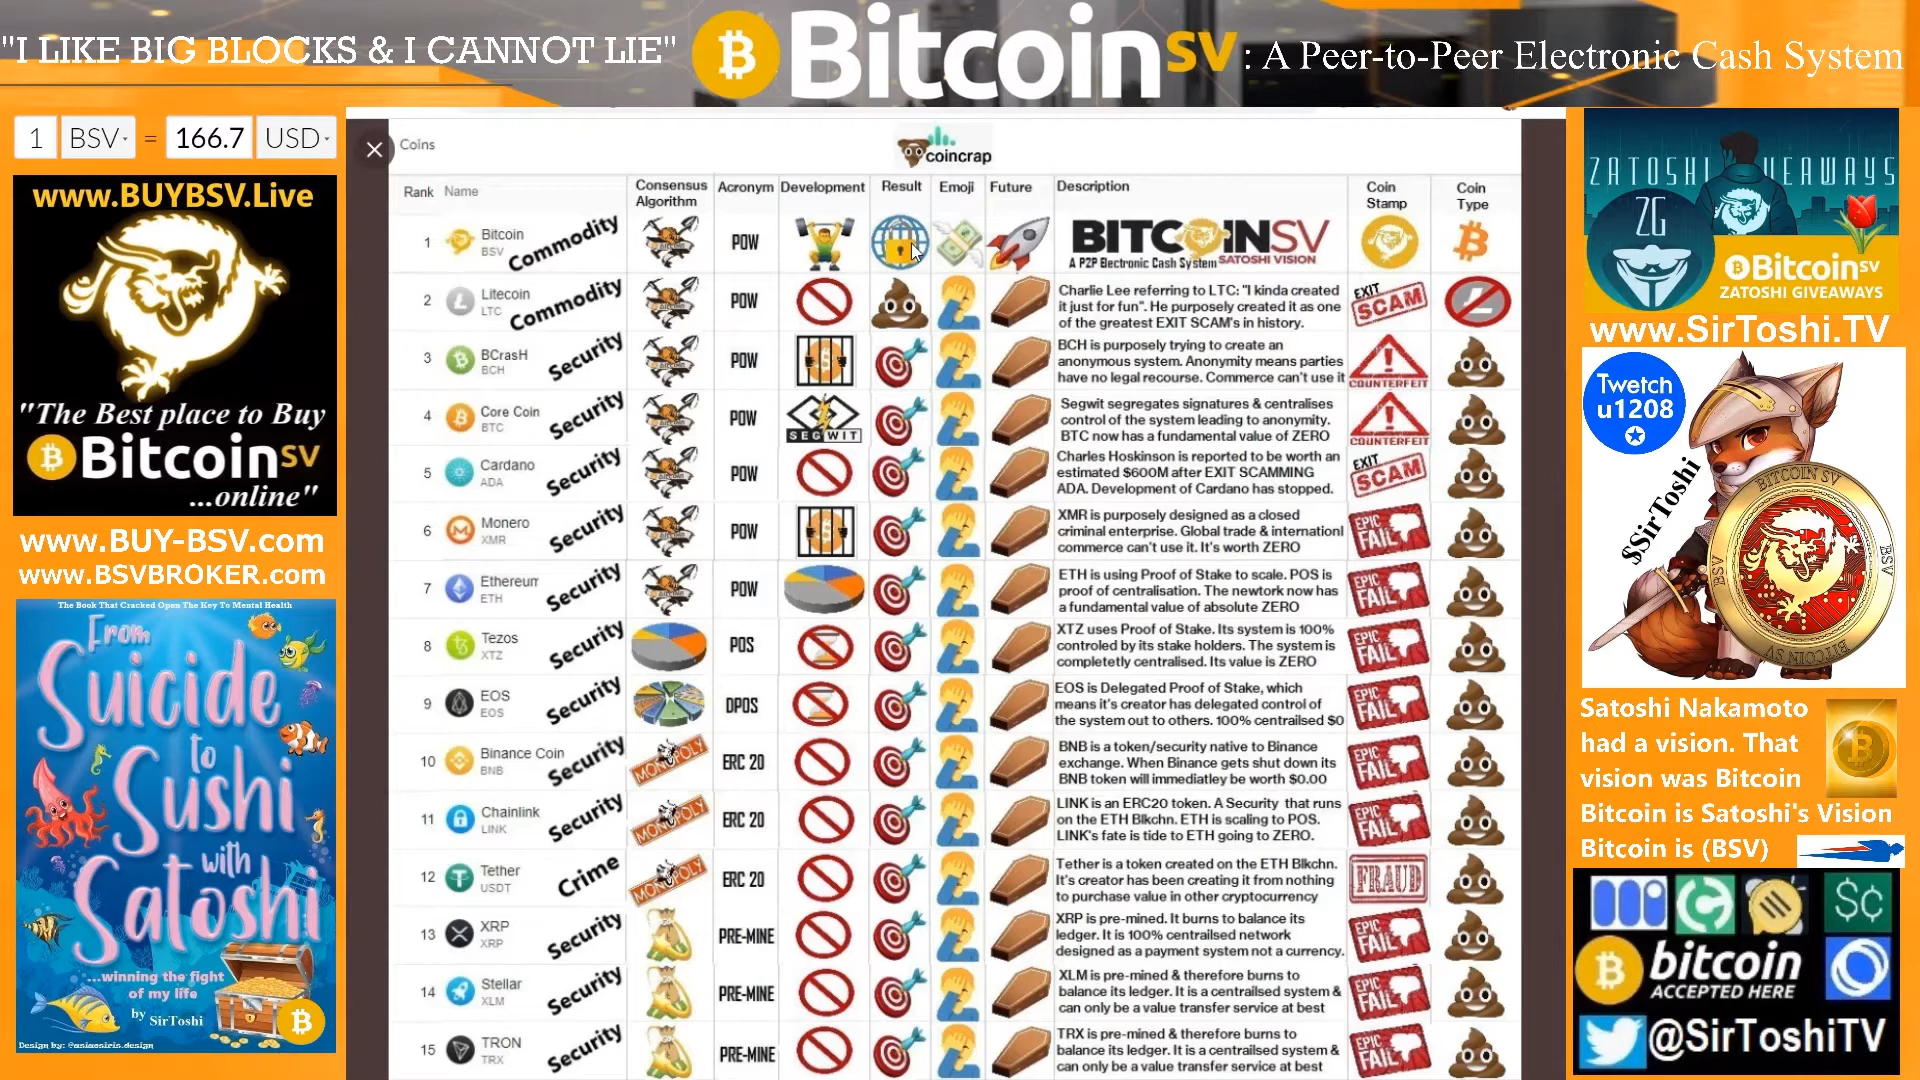 "I LIKE BIG BLOCKS & I CANNOT LIE"
Bitcoin SV : A Peer-to-Peer Electronic Cash System
1 BSV = 166.7 USD
www.BUYBSV.Live
"The Best place to Buy
Bitcoin SV
...online"
www.BUY-BSV.com
www.BSVBROKER.com
The Book That Cracked Open The Key To Mental Health
From
Suicide
to
Sushi
with
Satoshi
...winning the fight
of my life
by SirToshi
Design by: @asiaosiris.design
Coins
coincrap
Rank Name Consensus Algorithm Acronym Development Result Emoji Future Description Coin Stamp Coin Type
1 Bitcoin BSV Commodity POW BITCOIN SV SATOSHI VISION A P2P Electronic Cash System
2 Litecoin LTC Commodity POW
Charlie Lee referring to LTC: "I kinda created
it just for fun". He purposely created it as one
of the greatest EXIT SCAM's in history.
EXIT SCAM
3 BCrasH BCH Security POW
BCH is purposely trying to create an
anonymous system. Anonymity means parties
have no legal recourse. Commerce can't use it
COUNTERFEIT
4 Core Coin BTC Security POW SEGWIT
Segwit segregates signatures & centralises
control of the system leading to anonymity.
BTC now has a fundamental value of ZERO
COUNTERFEIT
5 Cardano ADA Security POW
Charles Hoskinson is reported to be worth an
estimated $600M after EXIT SCAMMING
ADA. Development of Cardano has stopped.
EXIT SCAM
6 Monero XMR Security POW
XMR is purposely designed as a closed
criminal enterprise. Global trade & internationl
commerce can't use it. It's worth ZERO
EPIC FAIL
7 Ethereum ETH Security POW
ETH is using Proof of Stake to scale. POS is
proof of centralisation. The newtork now has
a fundamental value of absolute ZERO
EPIC FAIL
8 Tezos XTZ Security POS
XTZ uses Proof of Stake. Its system is 100%
controled by its stake holders. The system is
completetly centralised. Its value is ZERO
EPIC FAIL
9 EOS EOS Security DPOS
EOS is Delegated Proof of Stake, which
means it's creator has delegated control of
the system out to others. 100% centrailsed $0
EPIC FAIL
10 Binance Coin BNB Security MONOPOLY ERC 20
BNB is a token/security native to Binance
exchange. When Binance gets shut down its
BNB token will immediatley be worth $0.00
EPIC FAIL
11 Chainlink LINK Security MONOPOLY ERC 20
LINK is an ERC20 token. A Security that runs
on the ETH Blkchn. ETH is scaling to POS.
LINK's fate is tide to ETH going to ZERO.
EPIC FAIL
12 Tether USDT Crime MONOPOLY ERC 20
Tether is a token created on the ETH Blkchn.
It's creator has been creating it from nothing
to purchase value in other cryptocurrency
FRAUD
13 XRP XRP Security PRE-MINE
XRP is pre-mined. It burns to balance its
ledger. It is 100% centrailsed network
designed as a payment system not a currency.
EPIC FAIL
14 Stellar XLM Security PRE-MINE
XLM is pre-mined & therefore burns to
balance its ledger. It is a centrailsed system &
can only be a value transfer service at best
EPIC FAIL
15 TRON TRX Security PRE-MINE
TRX is pre-mined & therefore burns to
balance its ledger. It is a centrailsed system &
can only be a value transfer service at best
EPIC FAIL
ZATOSHI GIVEAWAYS
ZG
Bitcoin SV
ZATOSHI GIVEAWAYS
www.SirToshi.TV
Twetch
u1208
$SirToshi
BITCOIN SV
BSV
BSV
BITCOIN SV
Satoshi Nakamoto
had a vision. That
vision was Bitcoin
Bitcoin is Satoshi's Vision
Bitcoin is (BSV)
bitcoin
ACCEPTED HERE
@SirToshiTV